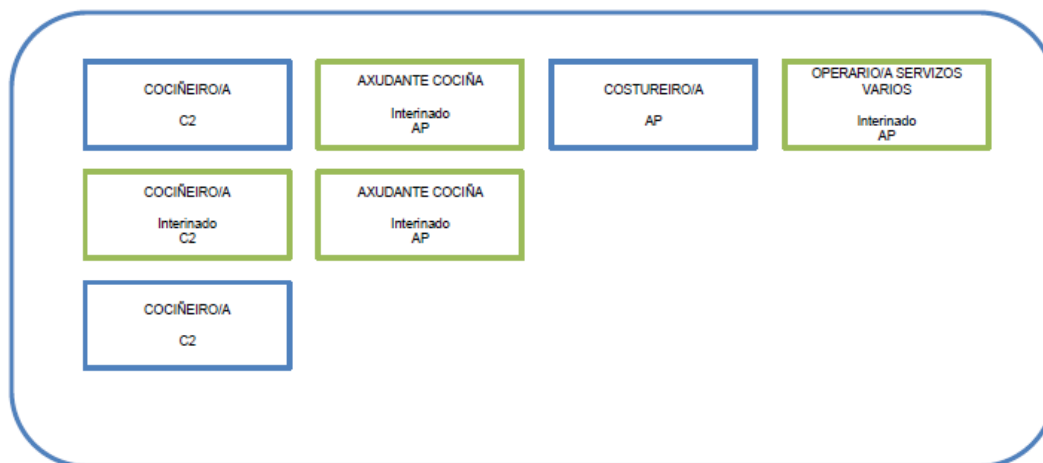 COCIÑEIRO/A
C2
AXUDANTE COCIÑA
Interinado
AP
COSTUREIRO/A
AP
OPERARIO/A SERVIZOS
VARIOS
Interinado
AP
COCIÑEIRO/A
Interinado
C2
AXUDANTE COCIÑA
Interinado
AP
COCIÑEIRO/A
C2